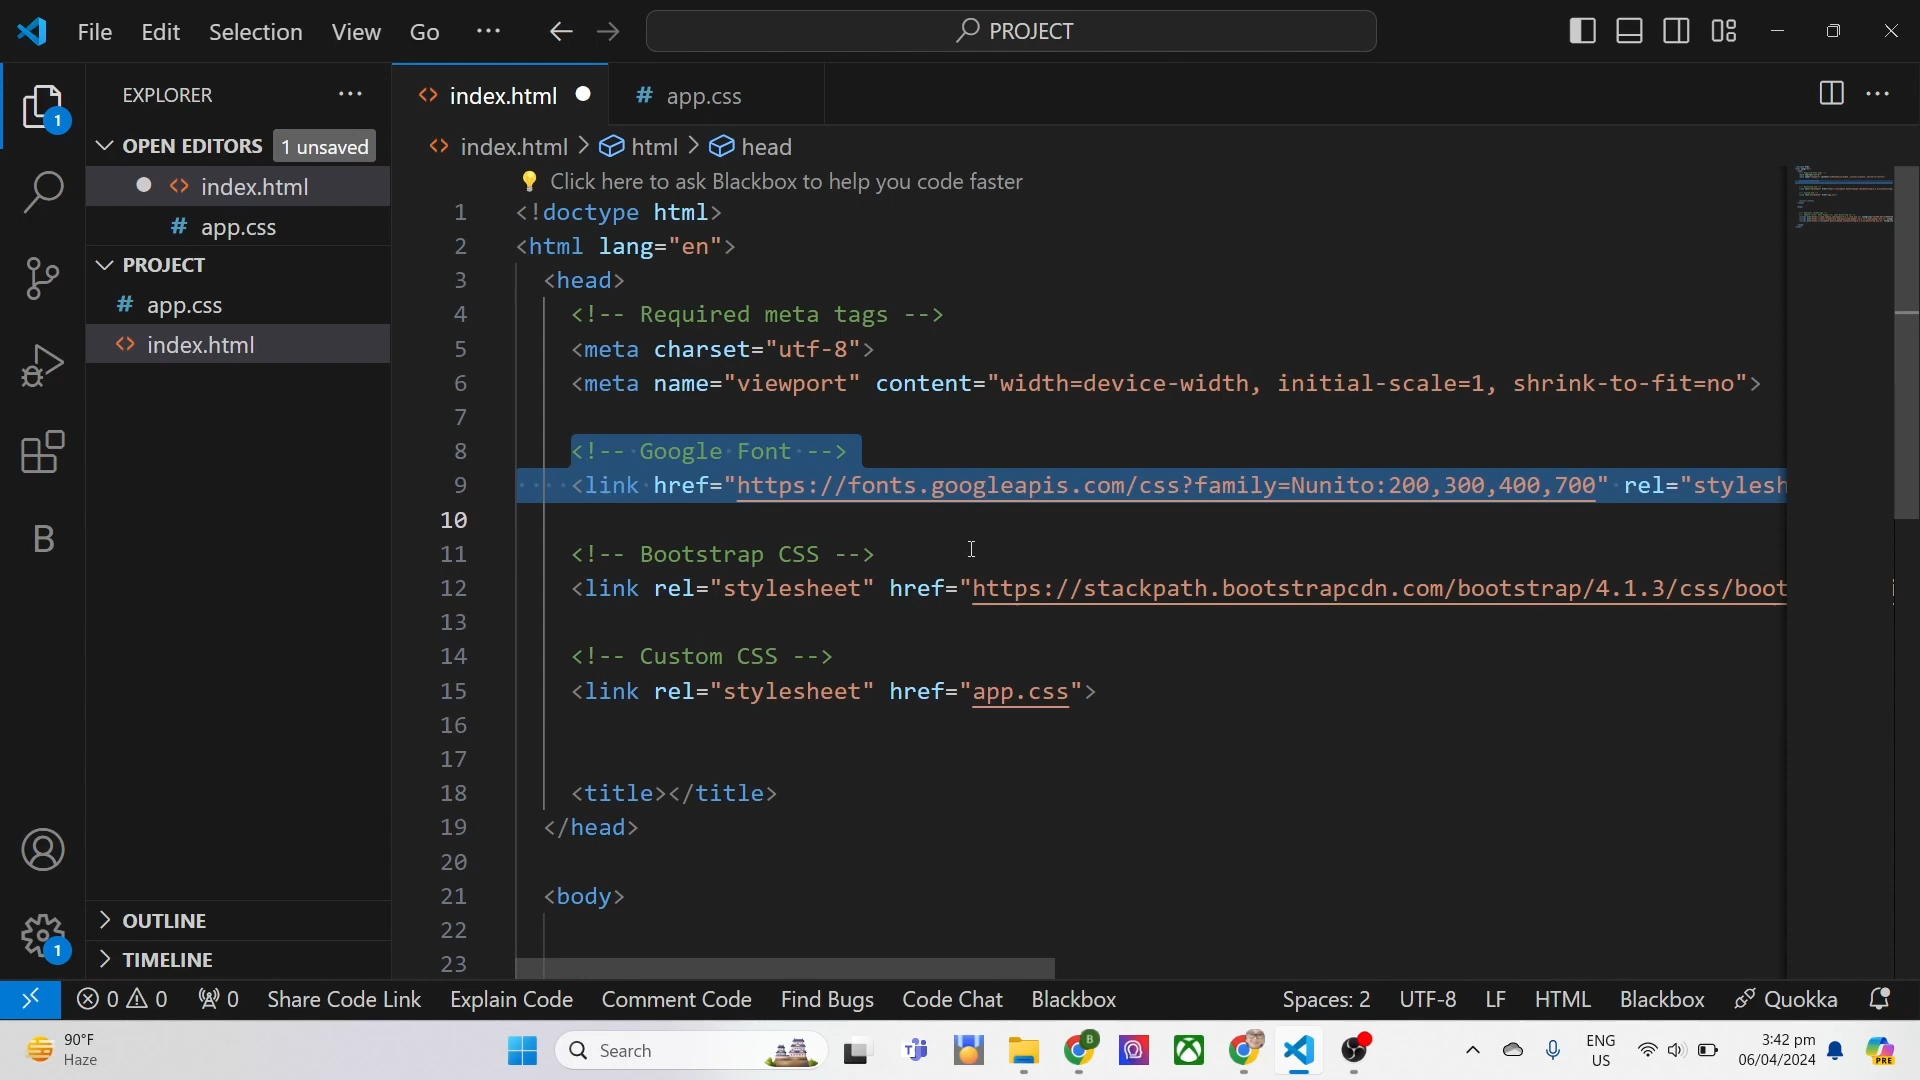 File Edit Selection View Go ··· PROJECT
EXPLORER ···
OPEN EDITORS 1 unsaved
index.html
# app.css
PROJECT
# app.css
index.html
OUTLINE
TIMELINE
1
B
1
index.html # app.css
index.html > html > head
Click here to ask Blackbox to help you code faster
1 <!doctype html>
2 <html lang="en">
3 <head>
4 <!-- Required meta tags -->
5 <meta charset="utf-8">
6 <meta name="viewport" content="width=device-width, initial-scale=1, shrink-to-fit=no">
7
8 <!-- Google Font -->
9 <link href="https://fonts.googleapis.com/css?family=Nunito:200,300,400,700" rel="stylesh
10
11 <!-- Bootstrap CSS -->
12 <link rel="stylesheet" href="https://stackpath.bootstrapcdn.com/bootstrap/4.1.3/css/boot
13
14 <!-- Custom CSS -->
15 <link rel="stylesheet" href="app.css">
16
17
18 <title></title>
19 </head>
20
21 <body>
22
23
0 0 0 Share Code Link Explain Code Comment Code Find Bugs Code Chat Blackbox Spaces: 2 UTF-8 LF HTML Blackbox Quokka
90°F
Haze
Search
B
ENG
US
3:42 pm
06/04/2024
PRE